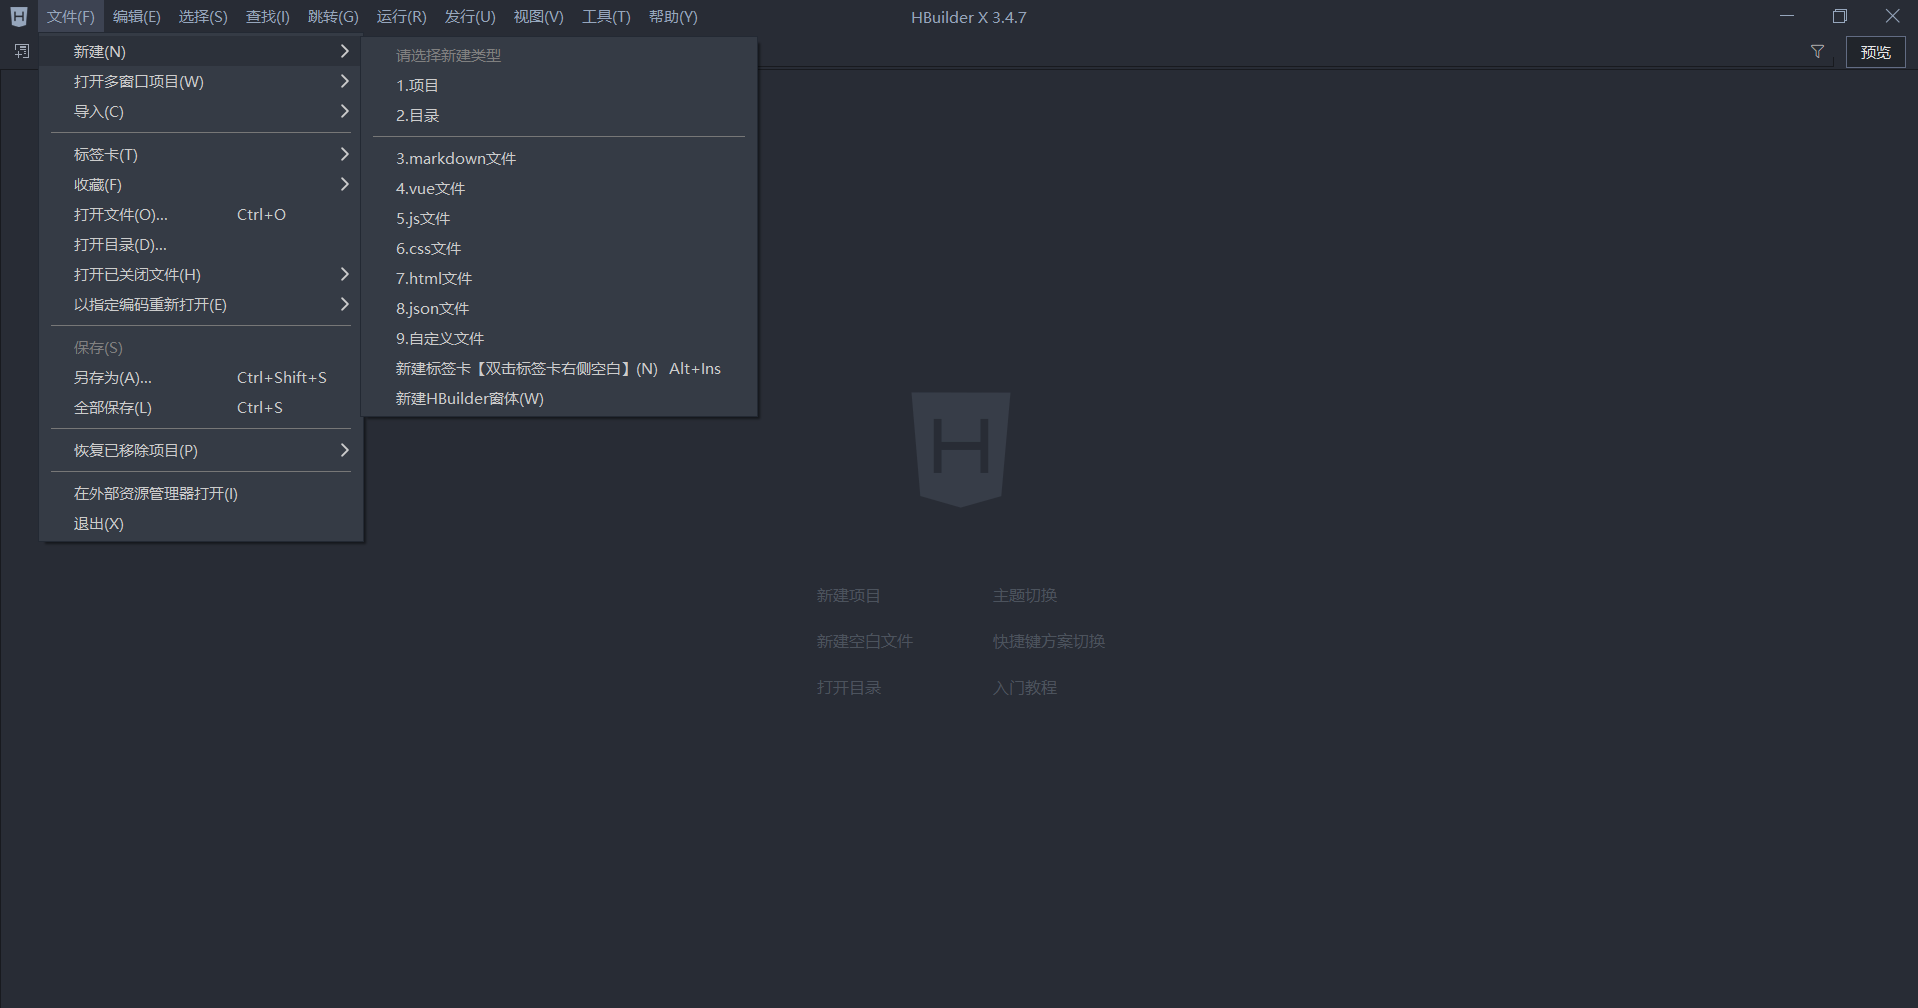 文件(F) 编辑(E) 选择(S) 查找(I) 跳转(G) 运行(R) 发行(U) 视图(V) 工具(T) 帮助(Y)
HBuilder X 3.4.7
预览
新建(N)
打开多窗口项目(W)
导入(C)
标签卡(T)
收藏(F)
打开文件(O)... Ctrl+O
打开目录(D)...
打开已关闭文件(H)
以指定编码重新打开(E)
保存(S)
另存为(A)... Ctrl+Shift+S
全部保存(L) Ctrl+S
恢复已移除项目(P)
在外部资源管理器打开(I)
退出(X)
请选择新建类型
1.项目
2.目录
3.markdown文件
4.vue文件
5.js文件
6.css文件
7.html文件
8.json文件
9.自定义文件
新建标签卡【双击标签卡右侧空白】(N) Alt+Ins
新建HBuilder窗体(W)
H
新建项目 主题切换
新建空白文件 快捷键方案切换
打开目录 入门教程